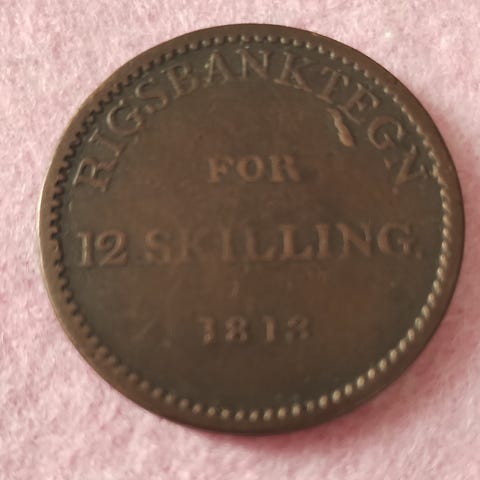 RIGSBANKTEGN
FOR
12 SKILLING.
1813